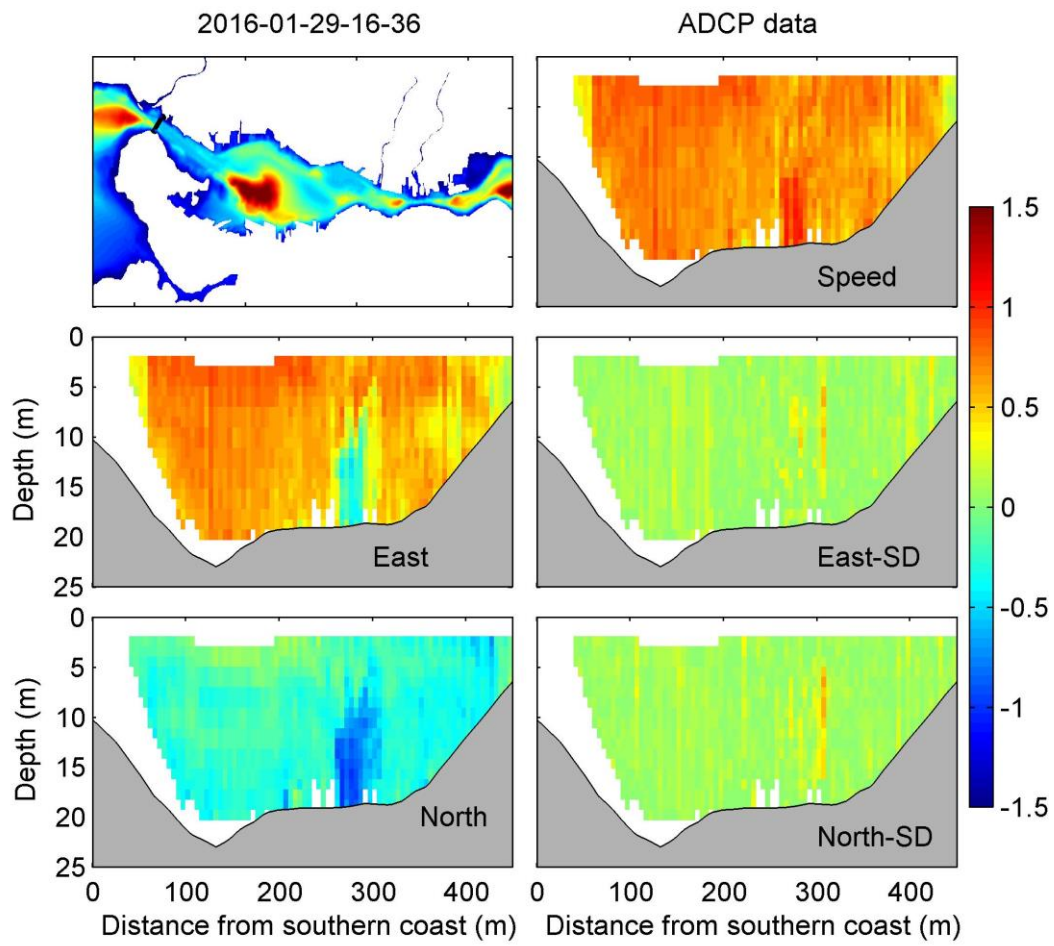 2016-01-29-16-36
ADCP data
Speed
1.5
1
0.5
0
-0.5
-1
-1.5
0
5
10
15
20
25
Depth (m)
East
East-SD
0
5
10
15
20
25
Depth (m)
North
North-SD
0 100 200 300 400
0 100 200 300 400
Distance from southern coast (m)
Distance from southern coast (m)